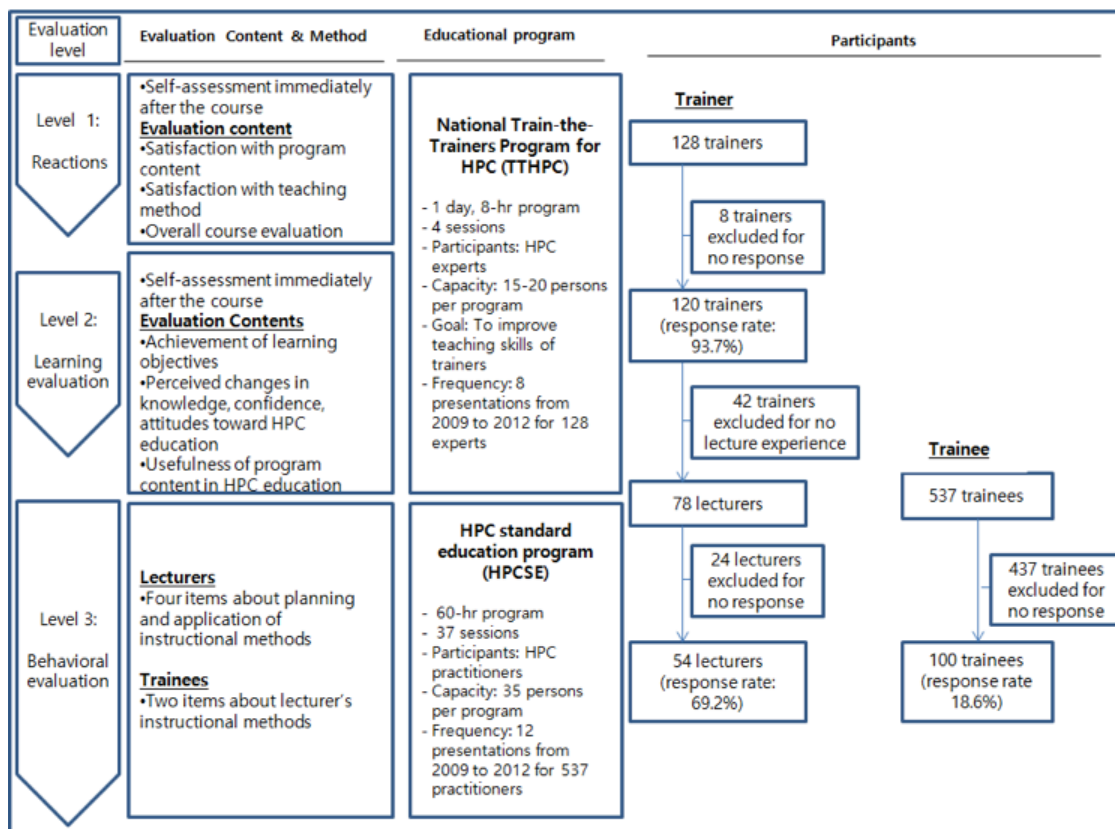 Evaluation
level
Evaluation Content & Method
Educational program
Participants
Level 1:
Reactions
•Self-assessment immediately
after the course
Evaluation content
•Satisfaction with program
content
•Satisfaction with teaching
method
•Overall course evaluation
Level 2:
Learning
evaluation
•Self-assessment immediately
after the course
Evaluation Contents
•Achievement of learning
objectives
•Perceived changes in
knowledge, confidence,
attitudes toward HPC
education
•Usefulness of program
content in HPC education
Level 3:
Behavioral
evaluation
Lecturers
•Four items about planning
and application of
instructional methods
Trainees
•Two items about lecturer's
instructional methods
National Train-the-
Trainers Program for
HPC (TTHPC)
- 1 day, 8-hr program
- 4 sessions
- Participants: HPC
experts
- Capacity: 15-20 persons
per program
- Goal: To improve
teaching skills of
trainers
- Frequency: 8
presentations from
2009 to 2012 for 128
experts
HPC standard
education program
(HPCSE)
- 60-hr program
- 37 sessions
- Participants: HPC
practitioners
- Capacity: 35 persons
per program
- Frequency: 12
presentations from
2009 to 2012 for 537
practitioners
Trainer
128 trainers
8 trainers
excluded for
no response
120 trainers
(response rate:
93.7%)
42 trainers
excluded for no
lecture experience
78 lecturers
24 lecturers
excluded for
no response
54 lecturers
(response rate:
69.2%)
Trainee
537 trainees
437 trainees
excluded for
no response
100 trainees
(response rate
18.6%)